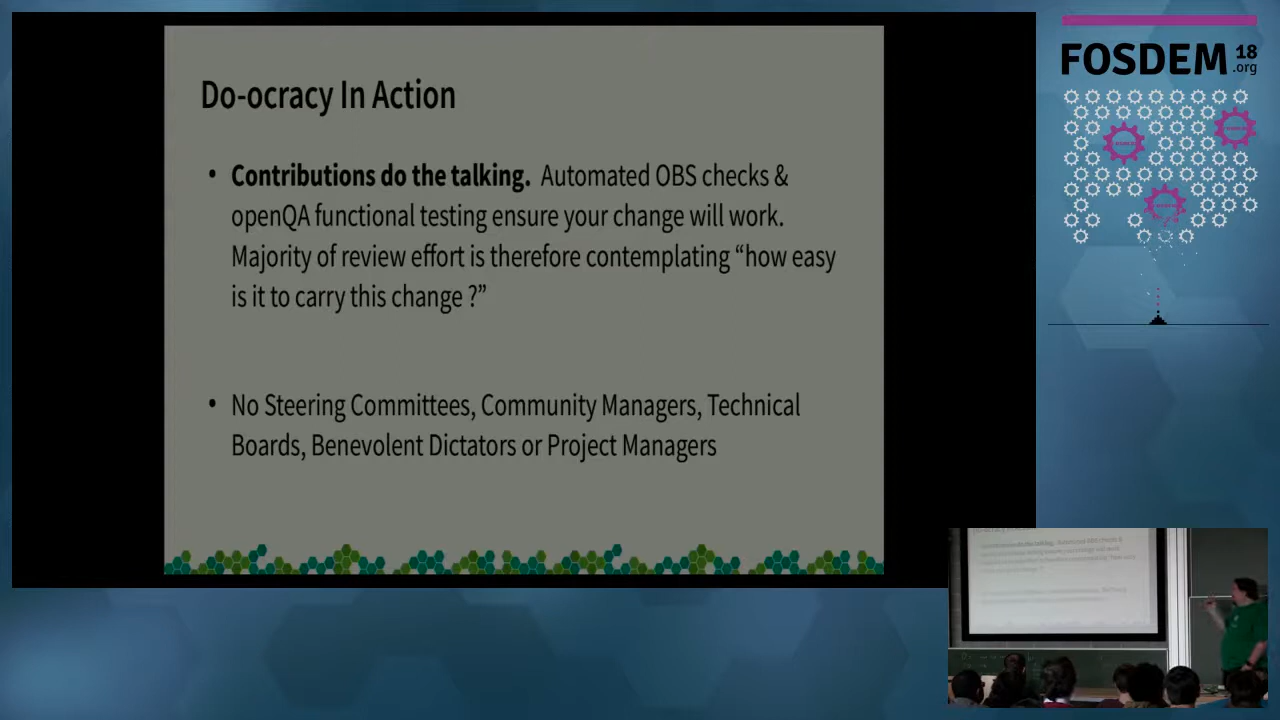 Do-ocracy In Action
• Contributions do the talking. Automated OBS checks &
openQA functional testing ensure your change will work.
Majority of review effort is therefore contemplating “how easy
is it to carry this change ?”
• No Steering Committees, Community Managers, Technical
Boards, Benevolent Dictators or Project Managers
FOSDEM 18
.org